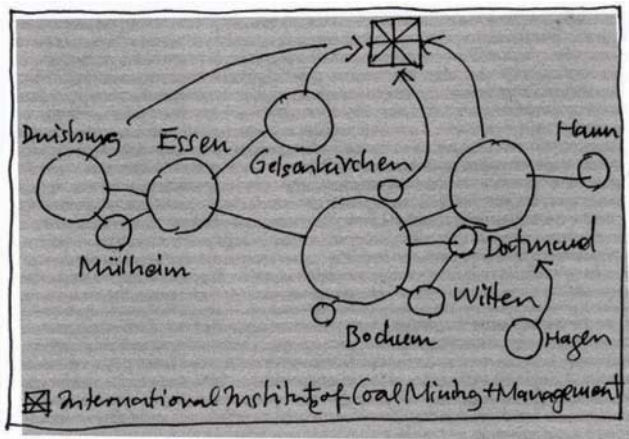 Duisburg
Essen
Gelsenkirchen
Hamm
Mülheim
Dortmund
Witten
Bochum
Hagen
International Institute of Coal Mining + Management